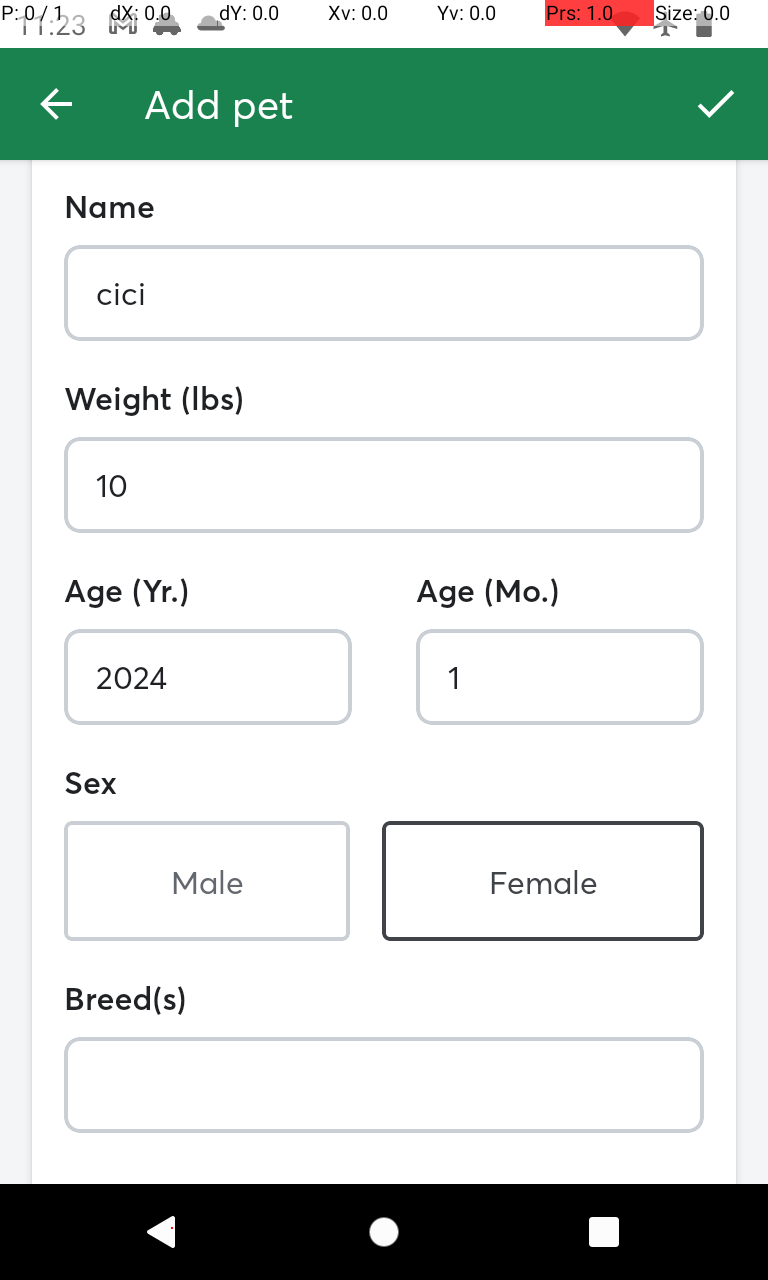 P: 0 / 1 dX: 0.0 dY: 0.0 Xv: 0.0 Yv: 0.0 Prs: 1.0 Size: 0.0
11:23
Add pet
Name
cici
Weight (lbs)
10
Age (Yr.) Age (Mo.)
2024 1
Sex
Male Female
Breed(s)